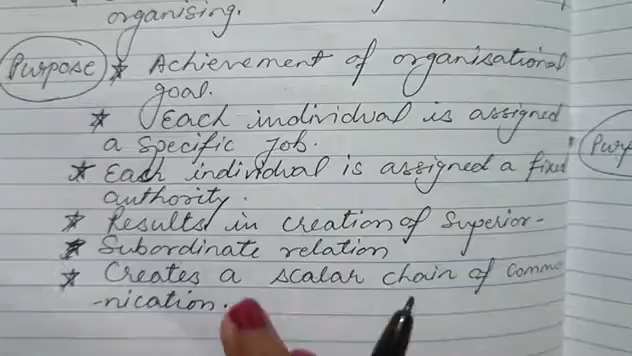 organising.
Purpose * Achievement of organisational
goal.
* Each individual is assigned
a specific job.
* Each individual is assigned a fixed
authority.
* Results in creation of Superior-
* Subordinate relation
* Creates a scalar chain of commu
-nication.
Purp